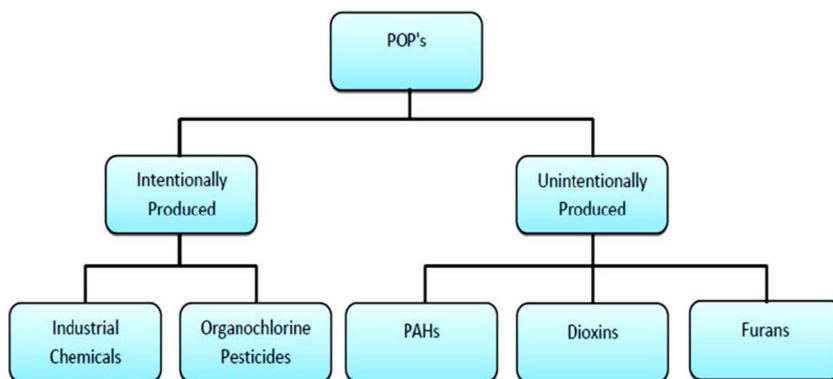 POP's
Intentionally
Produced
Unintentionally
Produced
Industrial
Chemicals
Organochlorine
Pesticides
PAHs
Dioxins
Furans